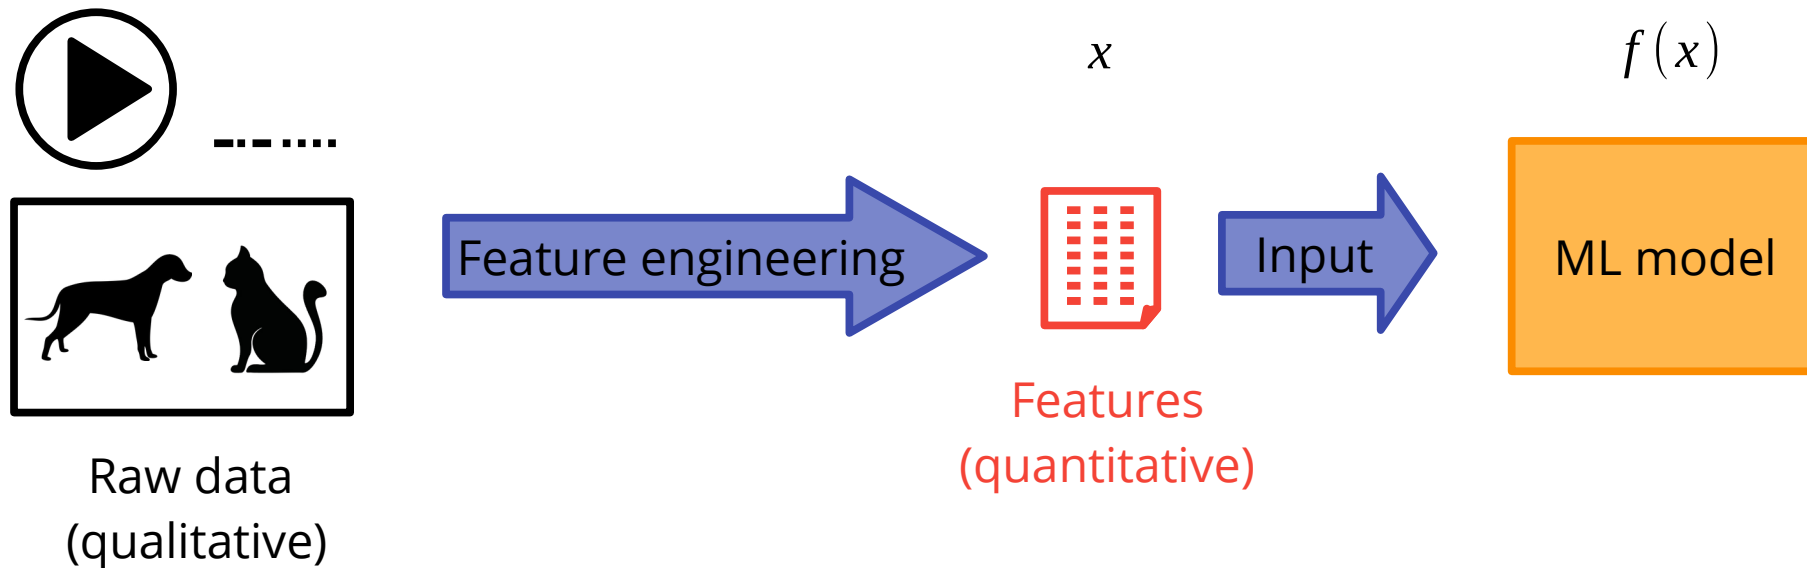 x
f(x)
Feature engineering
Input
ML model
Features
(quantitative)
Raw data
(qualitative)